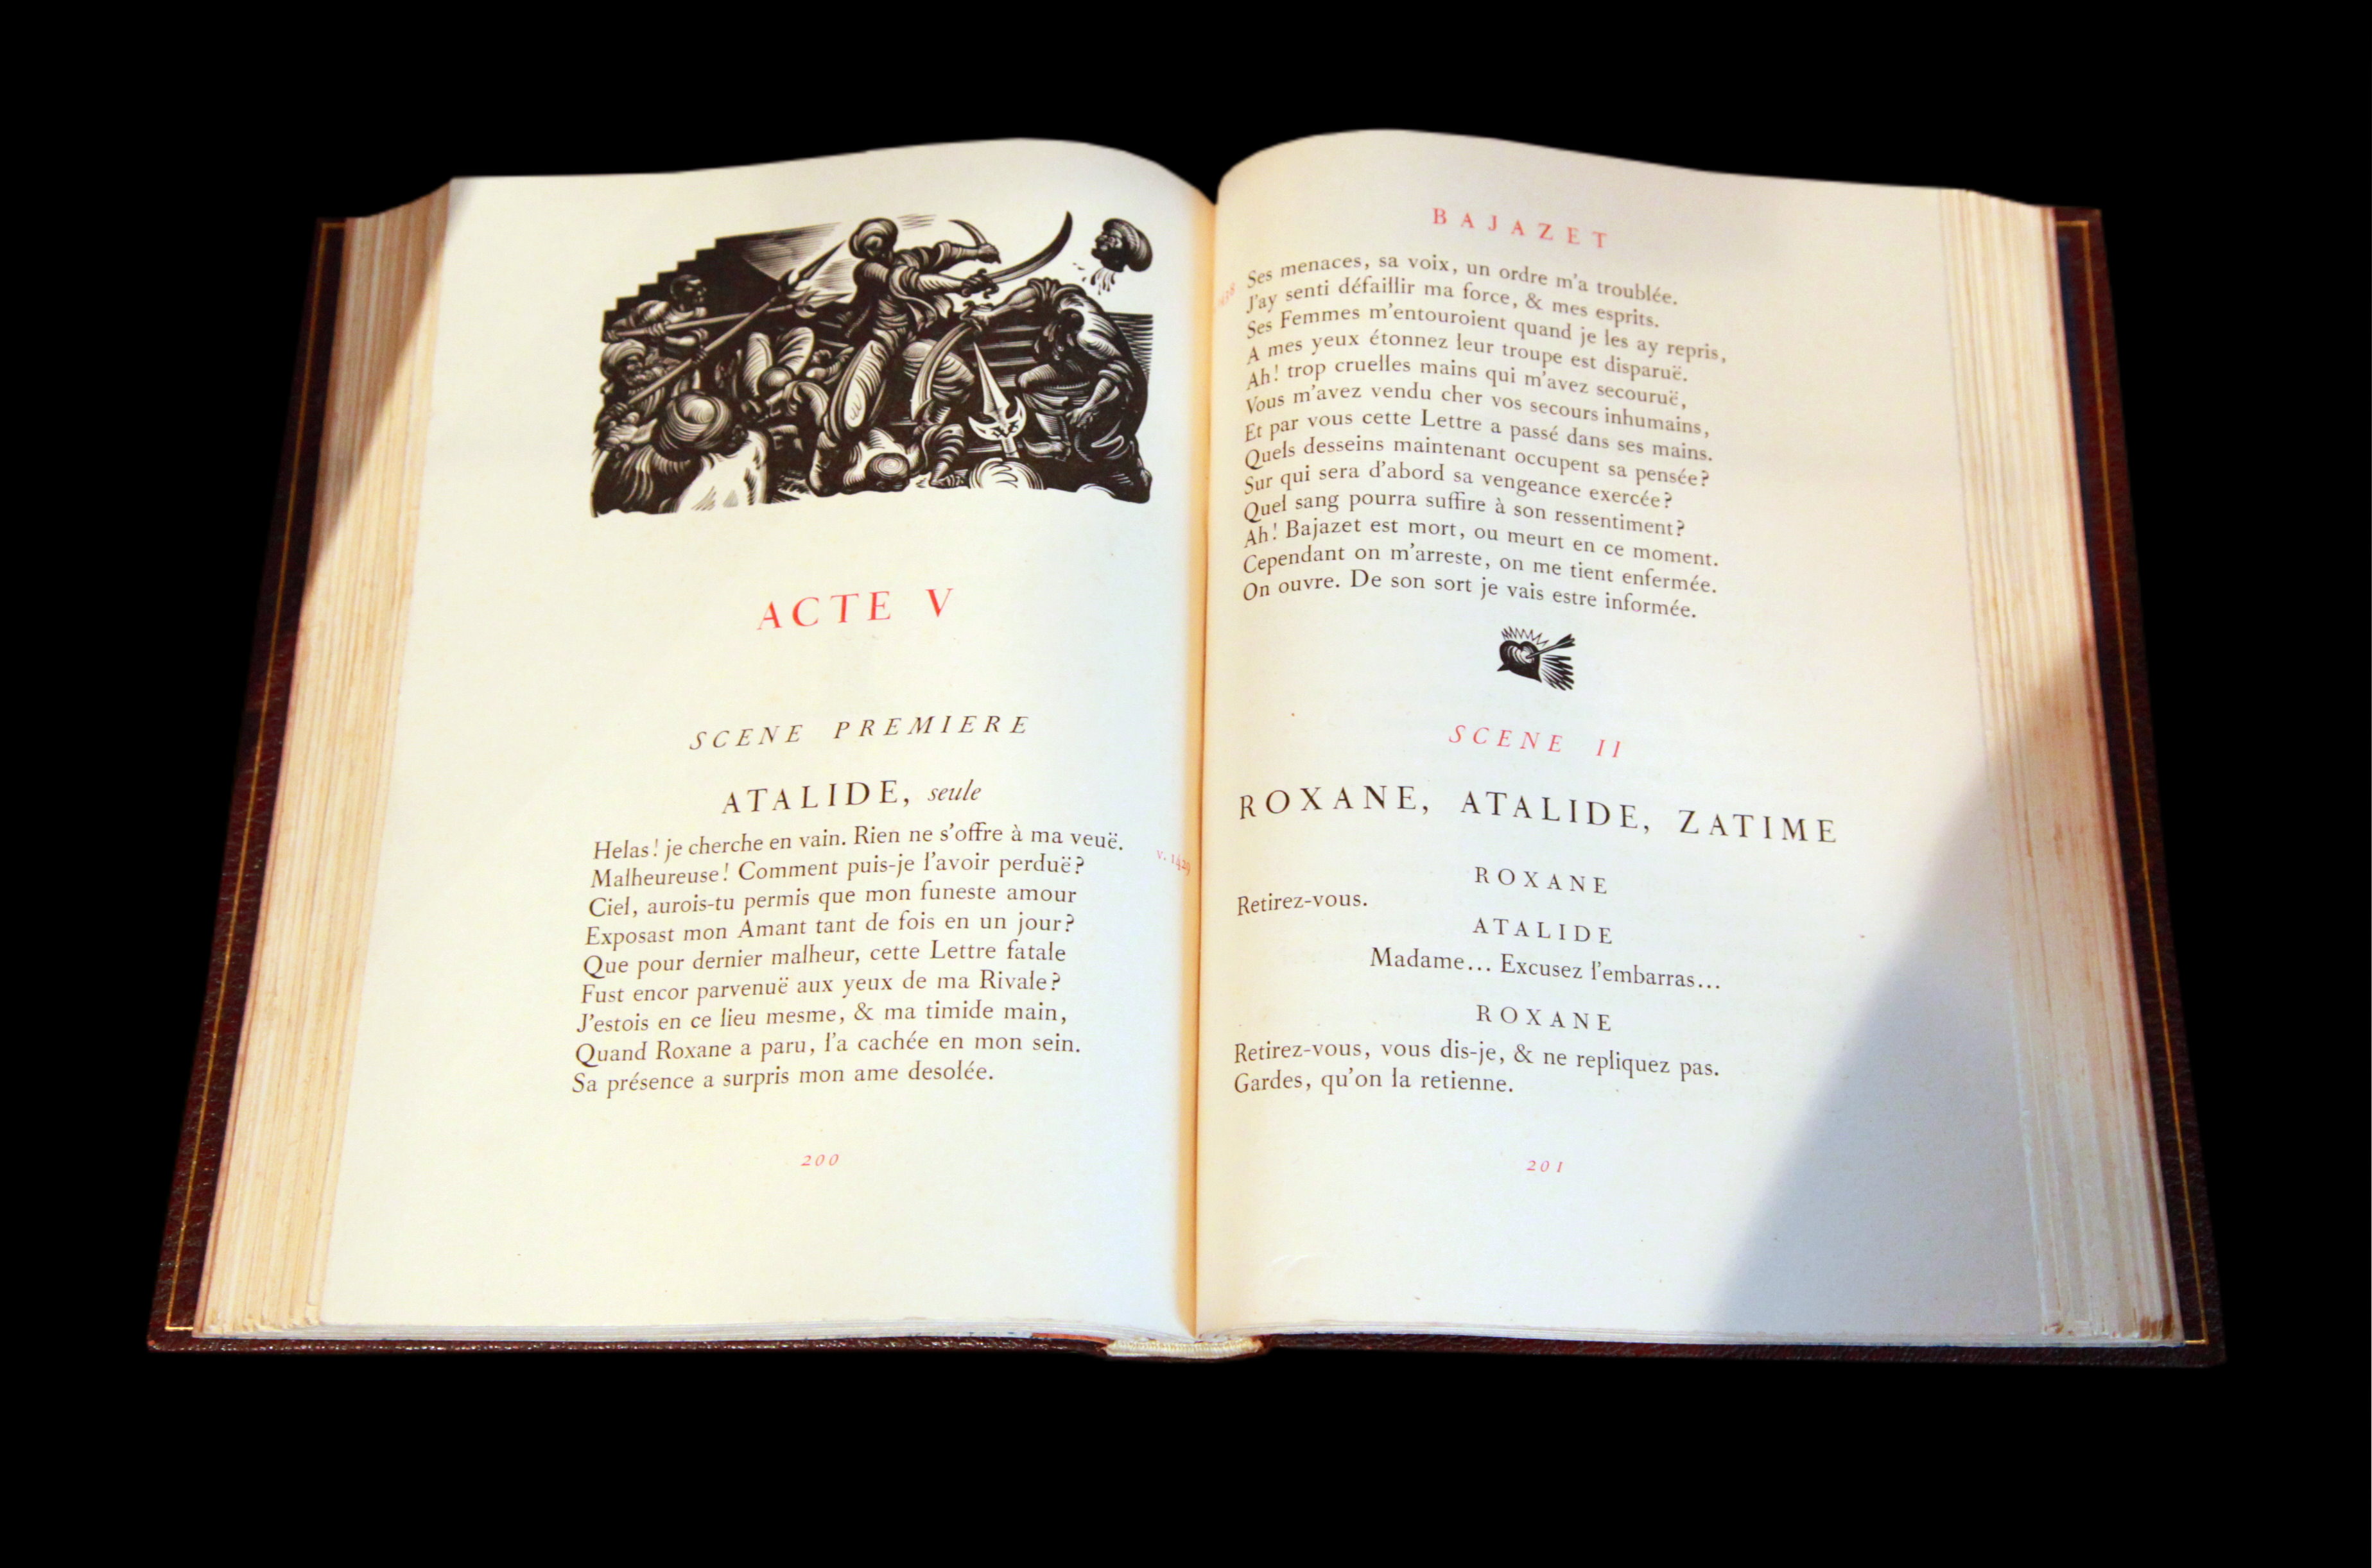 ACTE V
SCENE PREMIERE
ATALIDE, seule
Helas! je cherche en vain. Rien ne s'offre à ma veuë.
v. 1429
Malheureuse! Comment puis-je l'avoir perduë?
Ciel, aurois-tu permis que mon funeste amour
Exposast mon Amant tant de fois en un jour?
Que pour dernier malheur, cette Lettre fatale
Fust encor parvenuë aux yeux de ma Rivale?
J'estois en ce lieu mesme, & ma timide main,
Quand Roxane a paru, l'a cachée en mon sein.
Sa présence a surpris mon ame desolée.
200
BAJAZET
Ses menaces, sa voix, un ordre m'a troublée.
J'ay senti défaillir ma force, & mes esprits.
Ses Femmes m'entouroient quand je les ay repris,
A mes yeux étonnez leur troupe est disparuë.
Ah! trop cruelles mains qui m'avez secouruë,
Vous m'avez vendu cher vos secours inhumains,
Et par vous cette Lettre a passé dans ses mains.
Quels desseins maintenant occupent sa pensée?
Sur qui sera d'abord sa vengeance exercée?
Quel sang pourra suffire à son ressentiment?
Ah! Bajazet est mort, ou meurt en ce moment.
Cependant on m'arreste, on me tient enfermée.
On ouvre. De son sort je vais estre informée.
SCENE II
ROXANE, ATALIDE, ZATIME
ROXANE
Retirez-vous.
ATALIDE
Madame... Excusez l'embarras...
ROXANE
Retirez-vous, vous dis-je, & ne repliquez pas.
Gardes, qu'on la retienne.
201